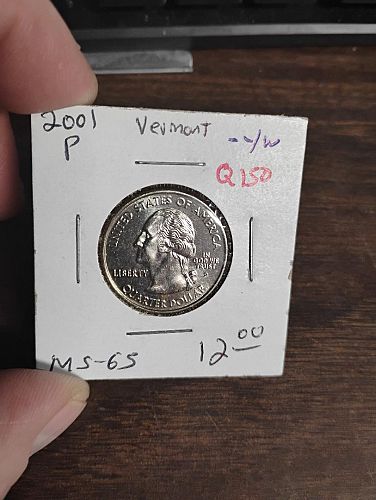 2001 Vermont
P
Q150
UNITED STATES OF AMERICA
LIBERTY
IN
GOD WE
TRUST
QUARTER DOLLAR
MS-65 12.00